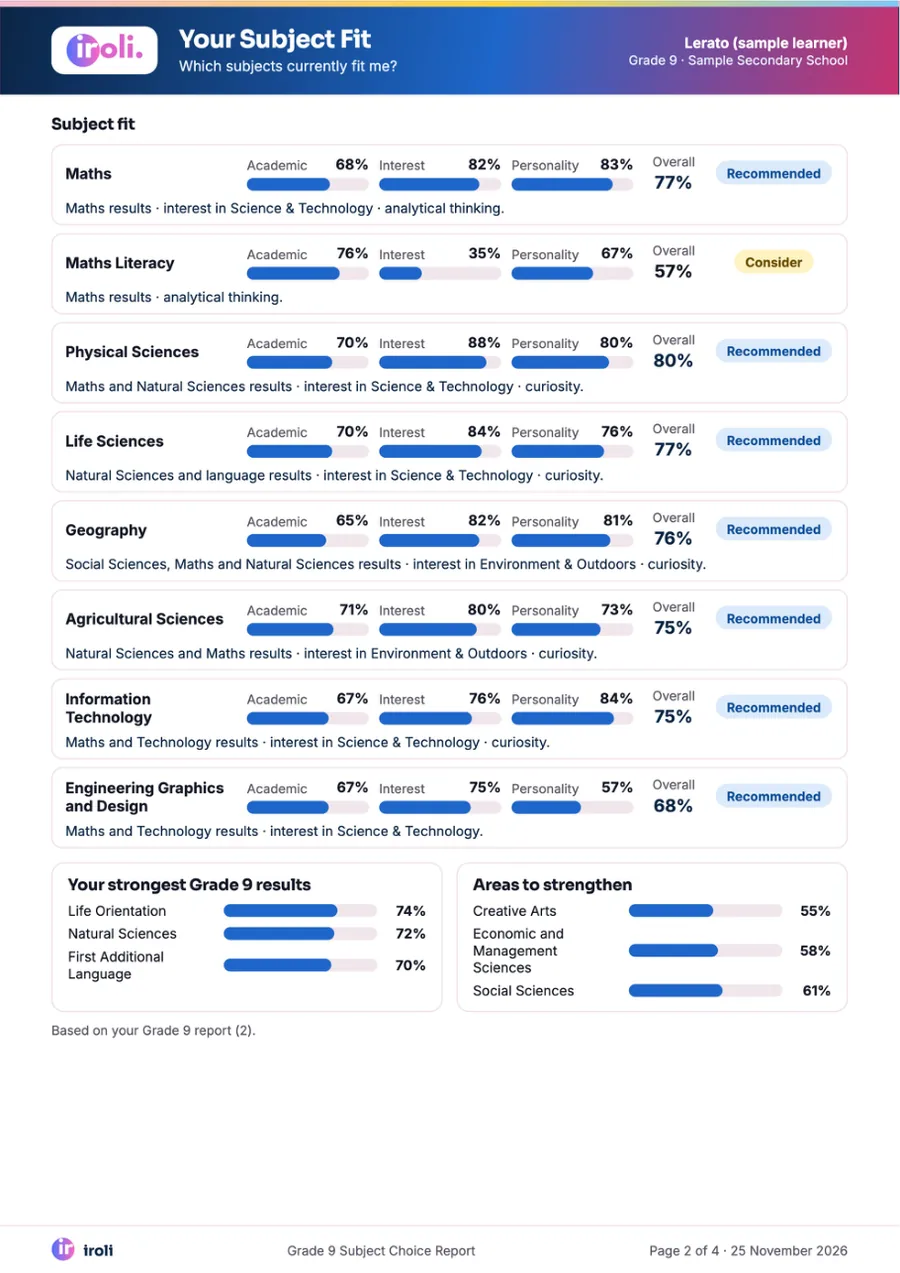 iroli.
Your Subject Fit
Which subjects currently fit me?
Lerato (sample learner)
Grade 9 · Sample Secondary School
Subject fit
Maths
Academic 68% Interest 82% Personality 83% Overall 77% Recommended
Maths results · interest in Science & Technology · analytical thinking.
Maths Literacy
Academic 76% Interest 35% Personality 67% Overall 57% Consider
Maths results · analytical thinking.
Physical Sciences
Academic 70% Interest 88% Personality 80% Overall 80% Recommended
Maths and Natural Sciences results · interest in Science & Technology · curiosity.
Life Sciences
Academic 70% Interest 84% Personality 76% Overall 77% Recommended
Natural Sciences and language results · interest in Science & Technology · curiosity.
Geography
Academic 65% Interest 82% Personality 81% Overall 76% Recommended
Social Sciences, Maths and Natural Sciences results · interest in Environment & Outdoors · curiosity.
Agricultural Sciences
Academic 71% Interest 80% Personality 73% Overall 75% Recommended
Natural Sciences and Maths results · interest in Environment & Outdoors · curiosity.
Information
Technology
Academic 67% Interest 76% Personality 84% Overall 75% Recommended
Maths and Technology results · interest in Science & Technology · curiosity.
Engineering Graphics
and Design
Academic 67% Interest 75% Personality 57% Overall 68% Recommended
Maths and Technology results · interest in Science & Technology.
Your strongest Grade 9 results
Life Orientation 74%
Natural Sciences 72%
First Additional
Language 70%
Areas to strengthen
Creative Arts 55%
Economic and
Management
Sciences 58%
Social Sciences 61%
Based on your Grade 9 report (2).
ir iroli
Grade 9 Subject Choice Report
Page 2 of 4 · 25 November 2026